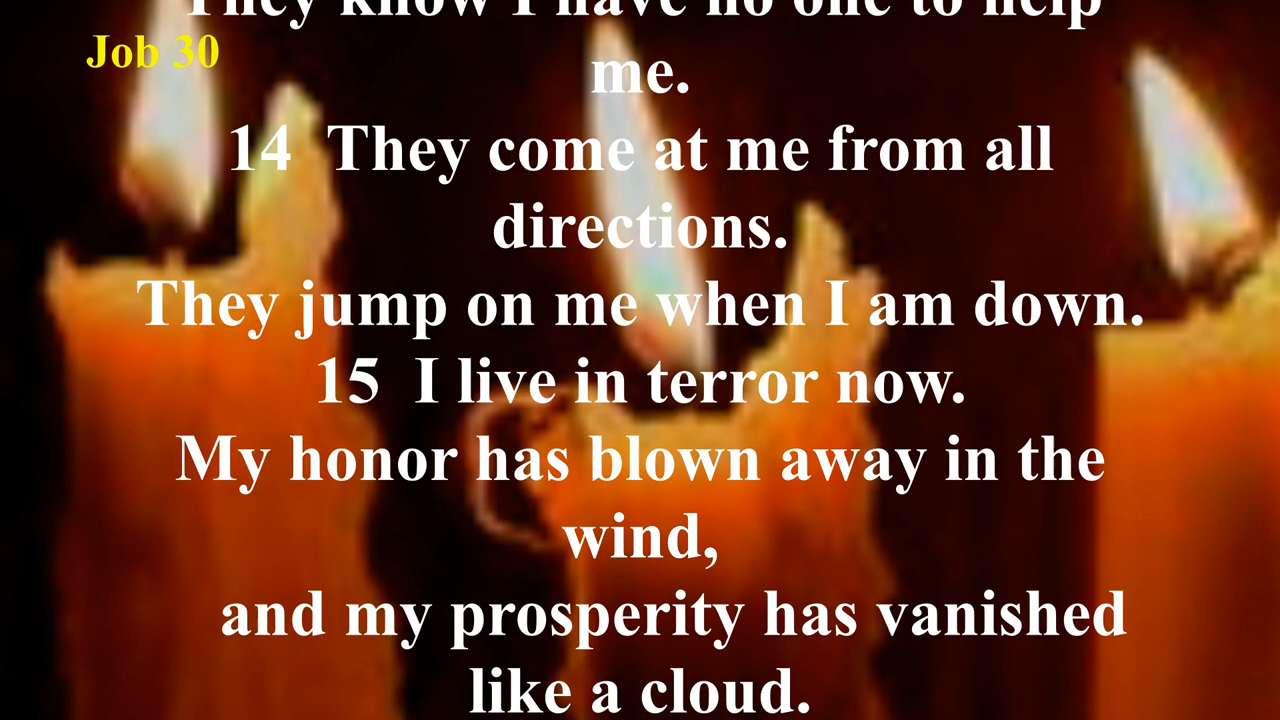 They know I have no one to help
Job 30
me.
14 They come at me from all
directions.
They jump on me when I am down.
15 I live in terror now.
My honor has blown away in the
wind,
and my prosperity has vanished
like a cloud.